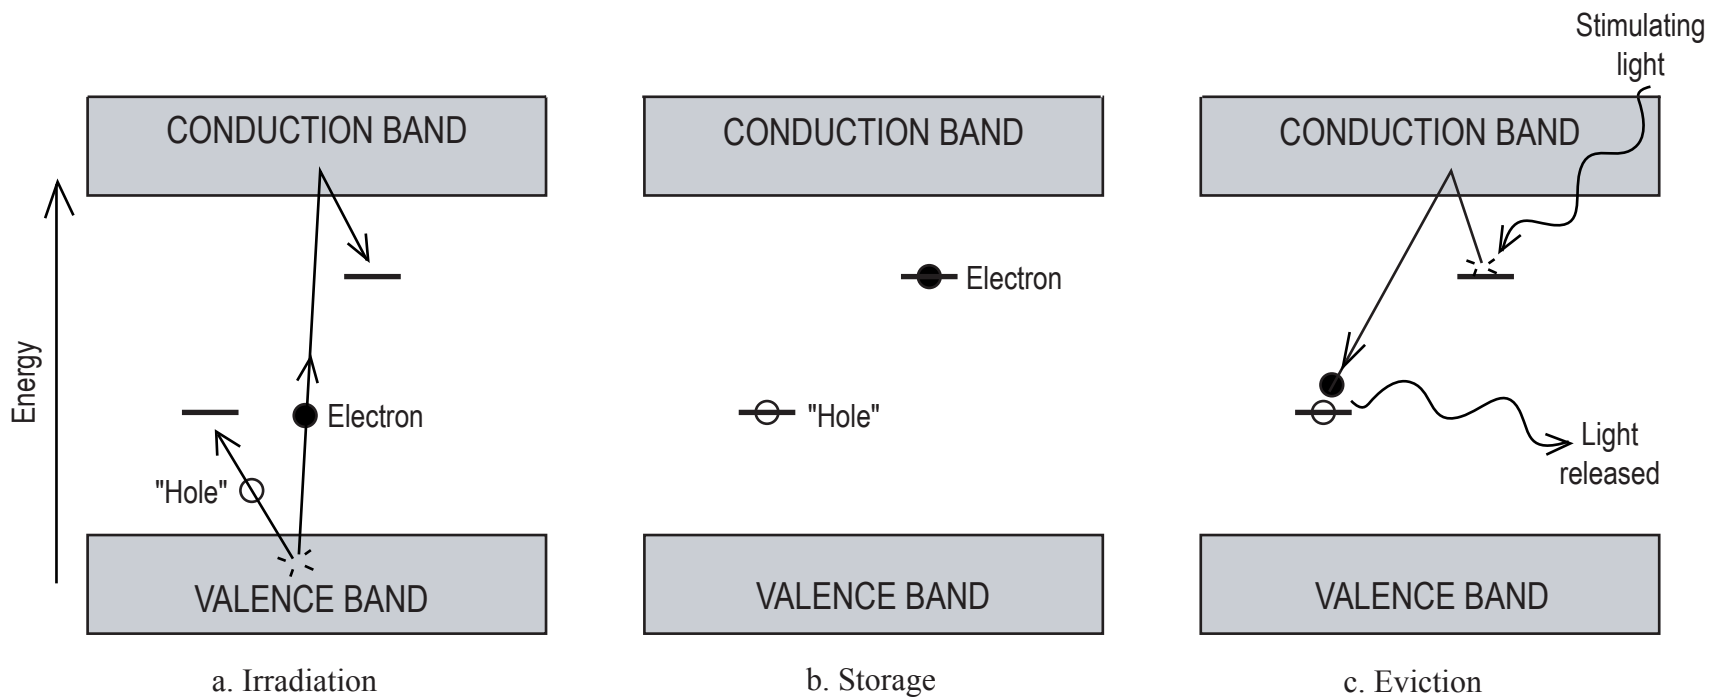 Stimulating
light
CONDUCTION BAND
CONDUCTION BAND
CONDUCTION BAND
Energy
Electron
"Hole"
VALENCE BAND
Electron
"Hole"
VALENCE BAND
Light
released
VALENCE BAND
a. Irradiation
b. Storage
c. Eviction